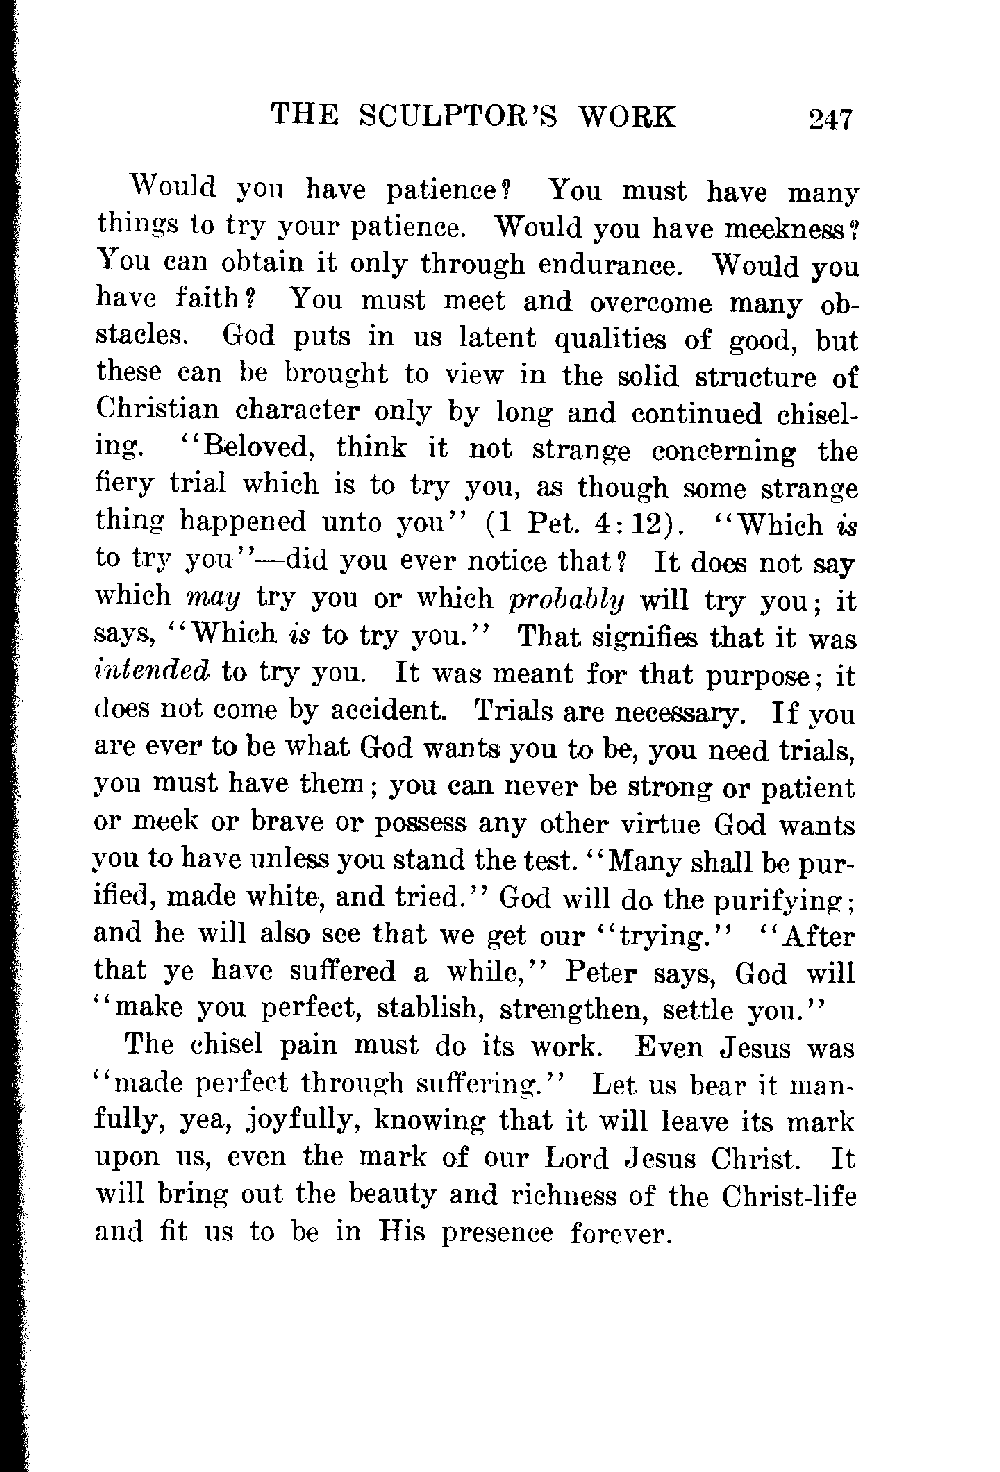 THE SCULPTOR'S WORK 247
Would you have patience? You must have many
things to try your patience. Would you have meekness?
You can obtain it only through endurance. Would you
have faith? You must meet and overcome many ob-
stacles. God puts in us latent qualities of good, but
these can be brought to view in the solid structure of
Christian character only by long and continued chisel-
ing. "Beloved, think it not strange concerning the
fiery trial which is to try you, as though some strange
thing happened unto you" (1 Pet. 4:12). "Which is
to try you"—did you ever notice that? It does not say
which may try you or which probably will try you; it
says, "Which is to try you." That signifies that it was
intended to try you. It was meant for that purpose; it
does not come by accident. Trials are necessary. If you
are ever to be what God wants you to be, you need trials,
you must have them; you can never be strong or patient
or meek or brave or possess any other virtue God wants
you to have unless you stand the test. "Many shall be pur-
ified, made white, and tried." God will do the purifying;
and he will also see that we get our "trying." "After
that ye have suffered a while," Peter says, God will
"make you perfect, stablish, strengthen, settle you."
The chisel pain must do its work. Even Jesus was
"made perfect through suffering." Let us bear it man-
fully, yea, joyfully, knowing that it will leave its mark
upon us, even the mark of our Lord Jesus Christ. It
will bring out the beauty and richness of the Christ-life
and fit us to be in His presence forever.